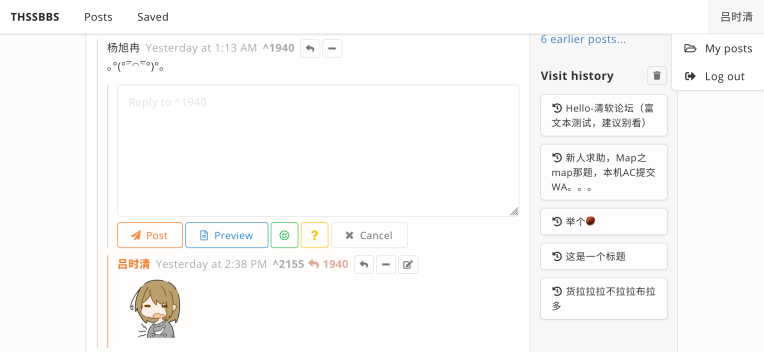 THSSBBS Posts Saved 吕时清
My posts
Log out
杨旭冉 Yesterday at 1:13 AM ^1940
Reply to ^1940
Post Preview ? Cancel
吕时清 Yesterday at 2:38 PM ^2155 1940
6 earlier posts...
Visit history
Hello-清软论坛（富
文本测试，建议别看）
新人求助，Map之
map那题，本机AC提交
WA。。。
举个
这是一个标题
货拉拉拉不拉拉布拉
多